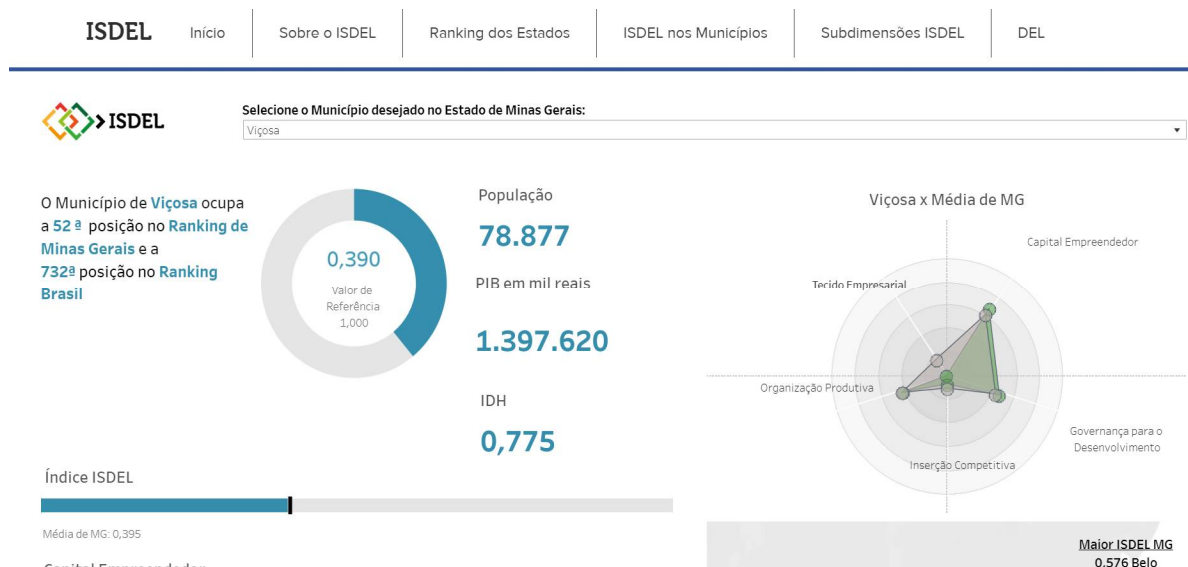 ISDEL
Início
Sobre o ISDEL
Ranking dos Estados
ISDEL nos Municípios
Subdimensões ISDEL
DEL
ISDEL
Selecione o Município desejado no Estado de Minas Gerais:
Viçosa
O Município de Viçosa ocupa
a 52 ª posição no Ranking de
Minas Gerais e a
732ª posição no Ranking
Brasil
0,390
Valor de
Referência
1,000
População
78.877
PIB em mil reais
1.397.620
IDH
0,775
Viçosa x Média de MG
Capital Empreendedor
Tecido Empresarial
Organização Produtiva
Governança para o
Desenvolvimento
Inserção Competitiva
Índice ISDEL
Média de MG: 0,395
Capital Empreendedor
Maior ISDEL MG
0,576 Belo